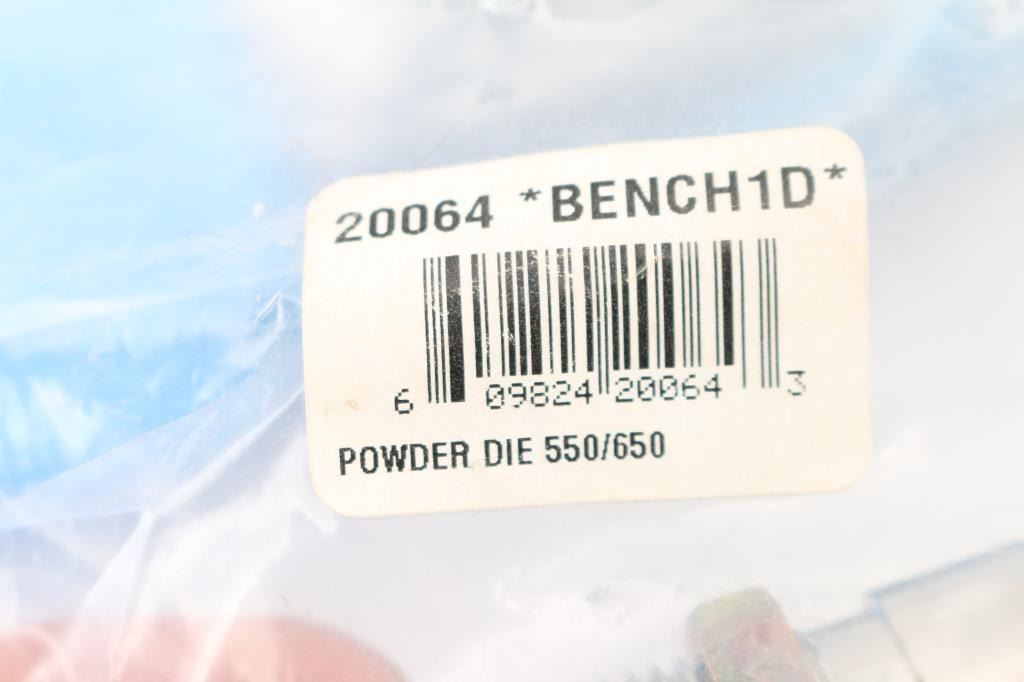 20064 *BENCH1D*
6 09824 20064 3
POWDER DIE 550/650